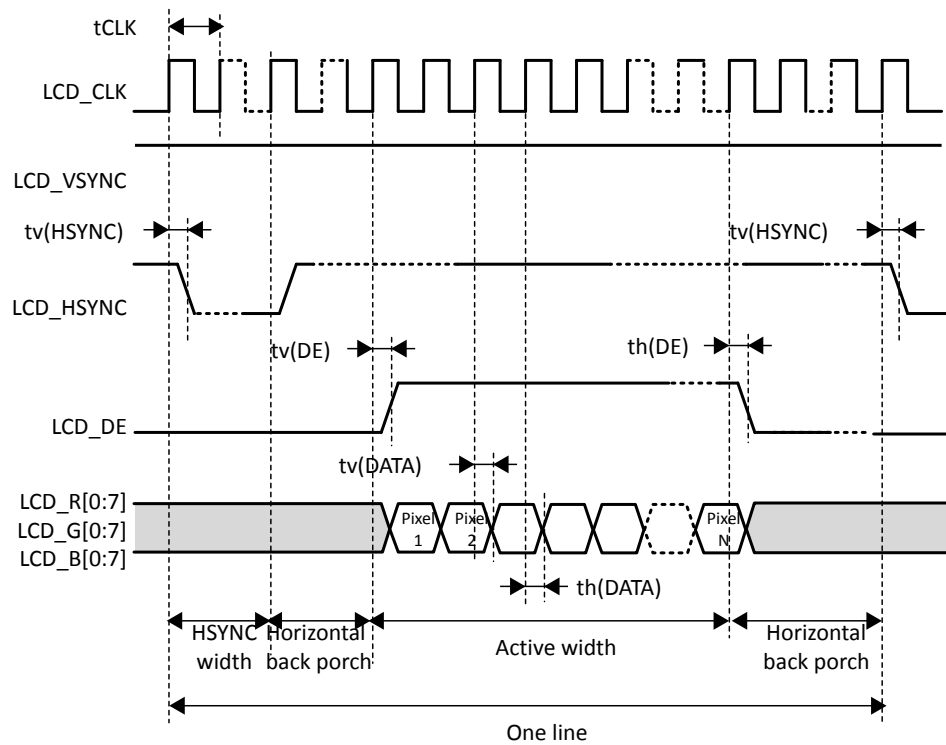 tCLK
LCD_CLK
LCD_VSYNC
tv(HSYNC)
tv(HSYNC)
LCD_HSYNC
tv(DE)
th(DE)
LCD_DE
tv(DATA)
LCD_R[0:7]
LCD_G[0:7]
LCD_B[0:7]
Pixel
1
Pixel
2
Pixel
N
th(DATA)
HSYNC
width
Horizontal
back porch
Active width
Horizontal
back porch
One line